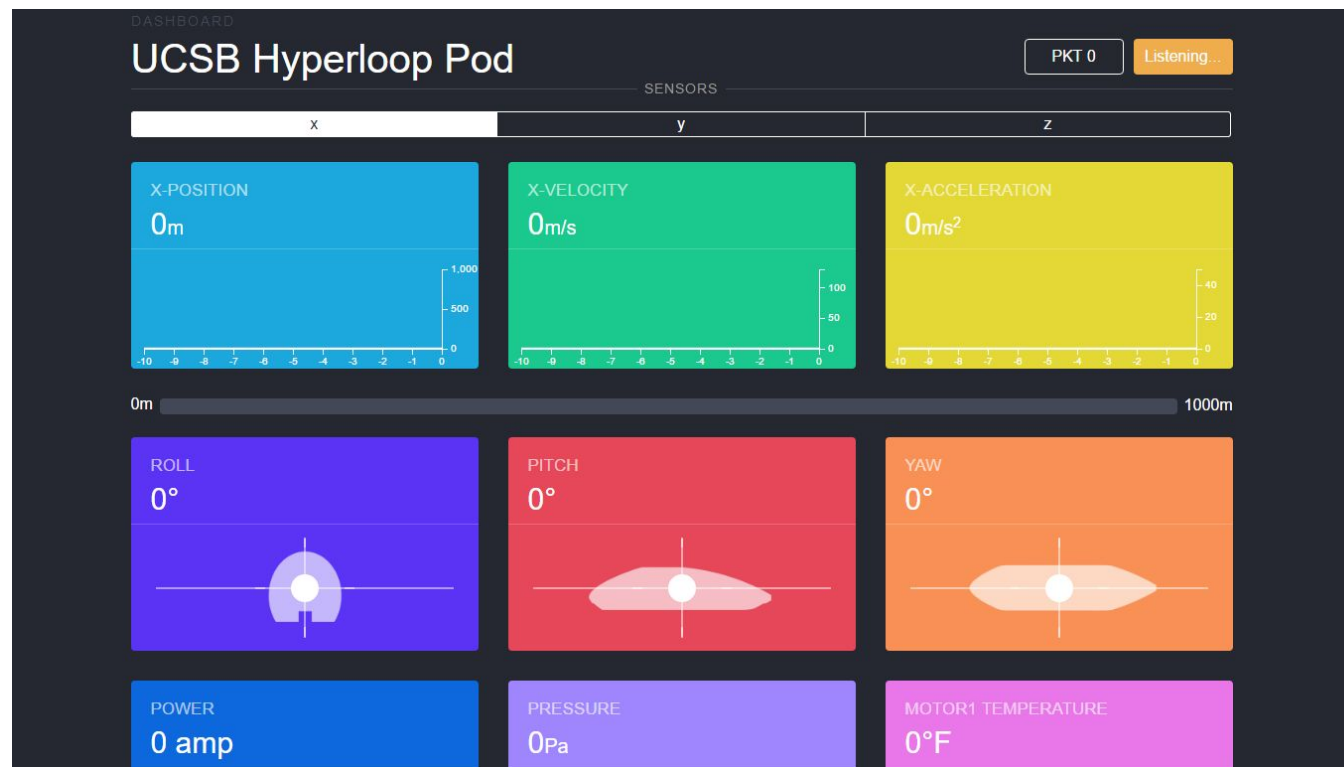 DASHBOARD
UCSB Hyperloop Pod
PKT 0
Listening...
SENSORS
x y z
X-POSITION
0m
1,000
500
0
-10 -9 -8 -7 -6 -5 -4 -3 -2 -1 0
X-VELOCITY
0m/s
100
50
0
-10 -9 -8 -7 -6 -5 -4 -3 -2 -1 0
X-ACCELERATION
0m/s²
40
20
0
-10 -9 -8 -7 -6 -5 -4 -3 -2 -1 0
0m 1000m
ROLL
0°
PITCH
0°
YAW
0°
POWER
0 amp
PRESSURE
0Pa
MOTOR1 TEMPERATURE
0°F